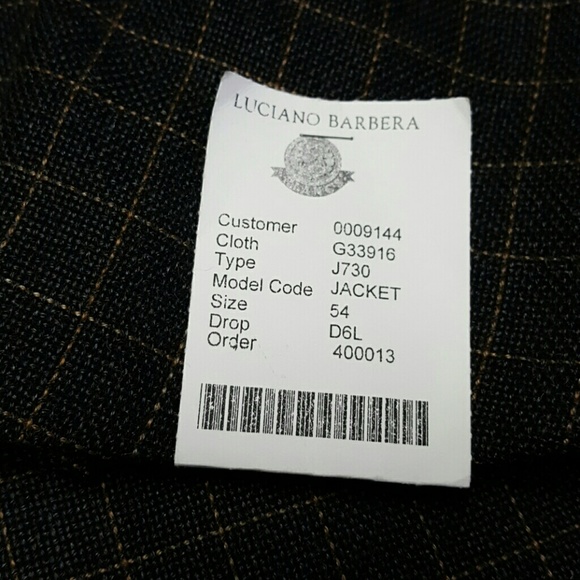 LUCIANO BARBERA
Customer 0009144
Cloth G33916
Type J730
Model Code JACKET
Size 54
Drop D6L
Order 400013